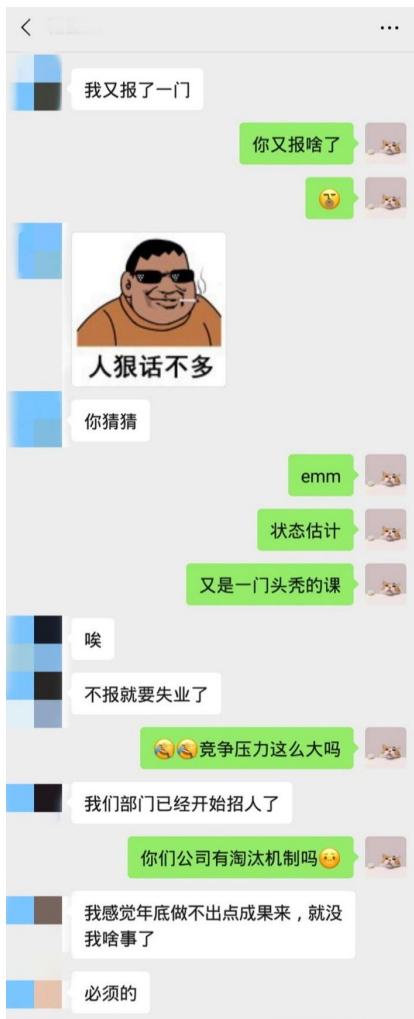 我又报了一门
你又报啥了
人狠话不多
你猜猜
emm
状态估计
又是一门头秃的课
唉
不报就要失业了
竞争压力这么大吗
我们部门已经开始招人了
你们公司有淘汰机制吗
我感觉年底做不出点成果来，就没
我啥事了
必须的